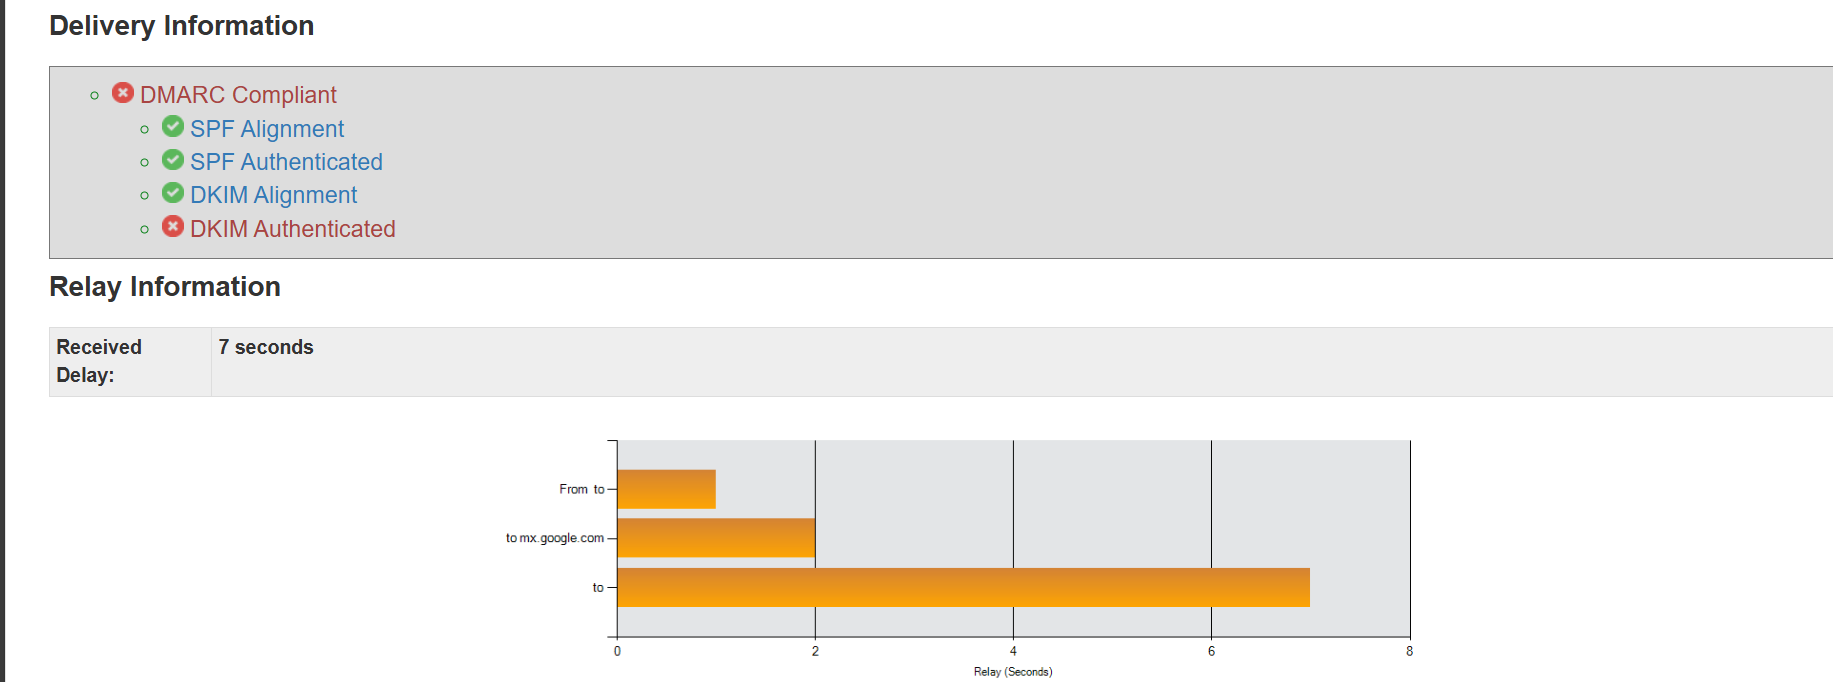 Delivery Information
DMARC Compliant
SPF Alignment
SPF Authenticated
DKIM Alignment
DKIM Authenticated
Relay Information
Received Delay:
7 seconds
From to
to mx.google.com
to
0 2 4 6 8
Relay (Seconds)